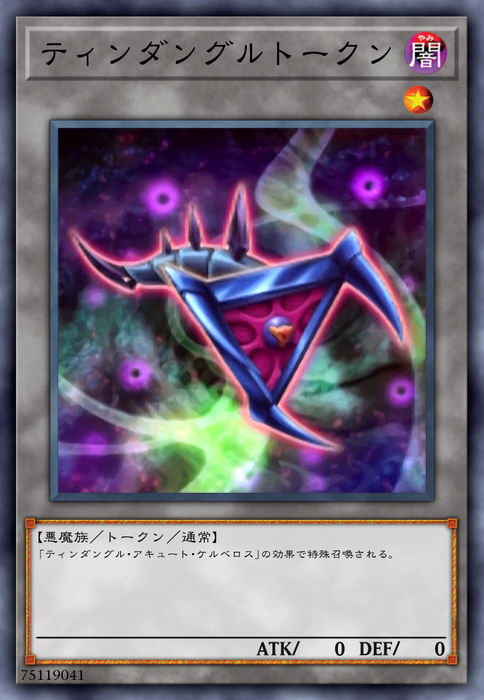 ティンダングルトークン
やみ
闇
【悪魔族／トークン／通常】
「ティンダングル・アキュート・ケルベロス」の効果で特殊召喚される。
ATK/ 0 DEF/ 0
75119041